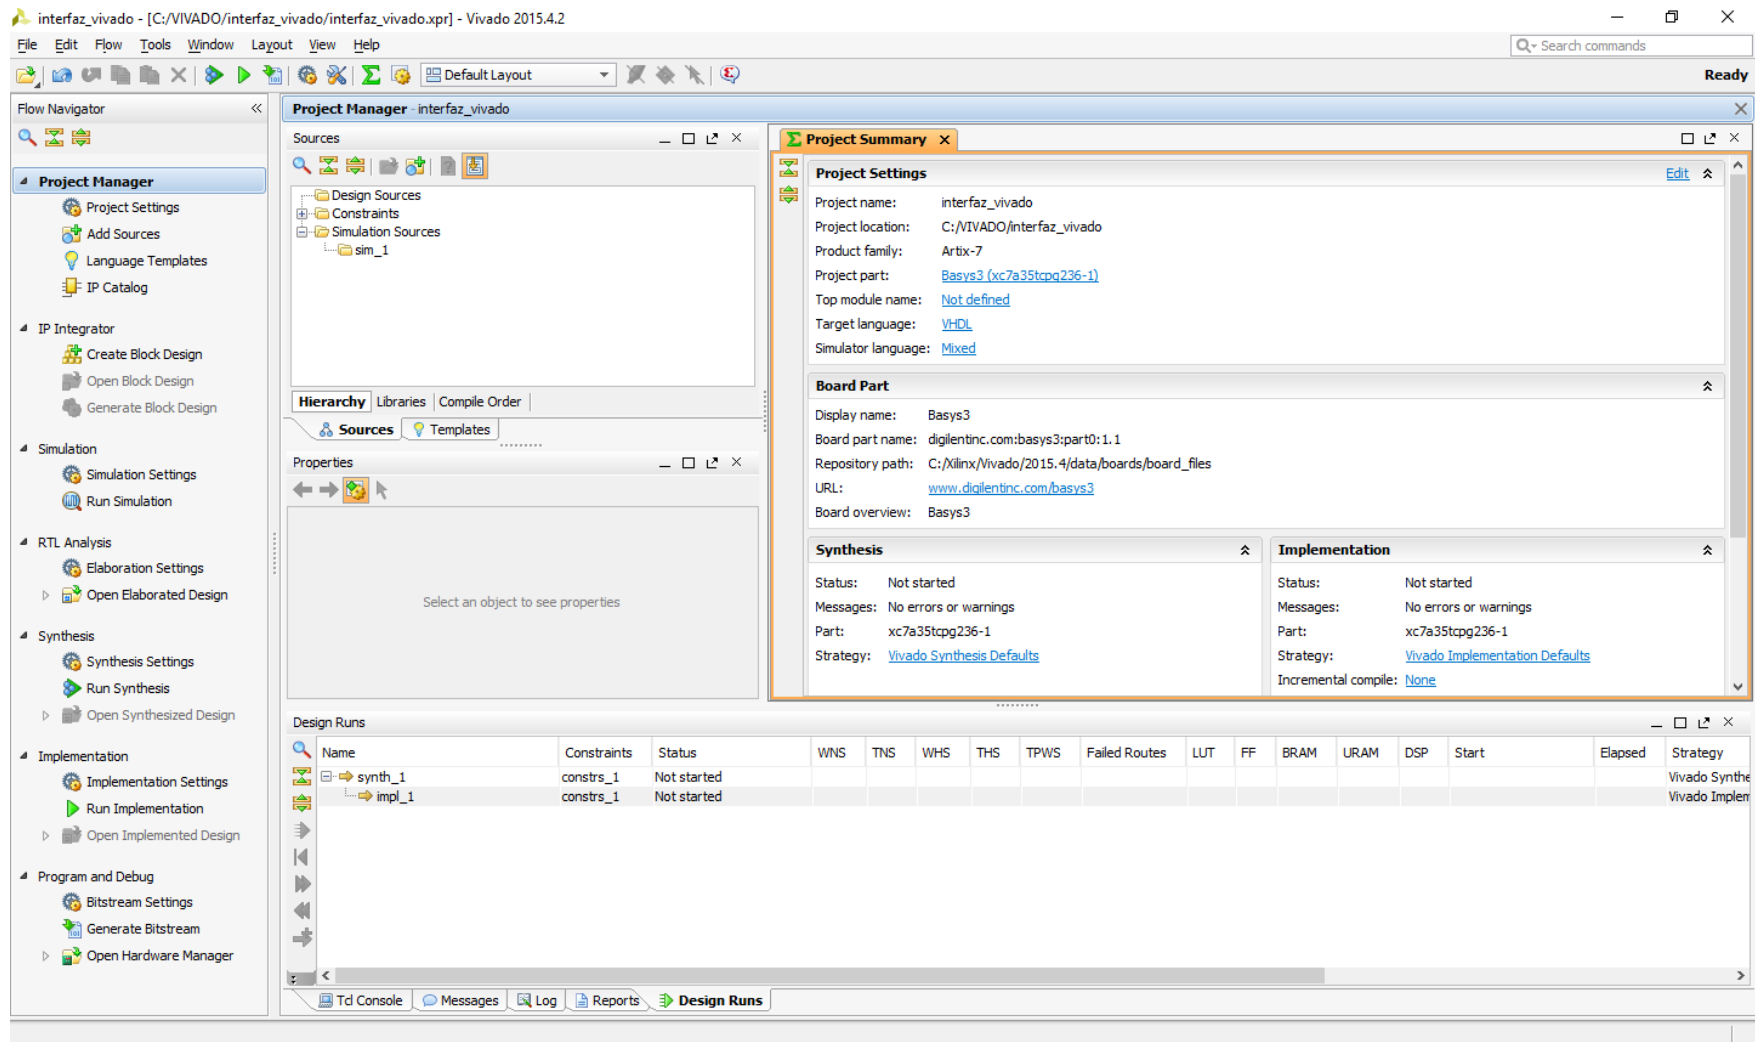 interfaz_vivado - [C:/VIVADO/interfaz_vivado/interfaz_vivado.xpr] - Vivado 2015.4.2
File Edit Flow Tools Window Layout View Help
Search commands
Default Layout
Ready
Flow Navigator
Project Manager
Project Settings
Add Sources
Language Templates
IP Catalog
IP Integrator
Create Block Design
Open Block Design
Generate Block Design
Simulation
Simulation Settings
Run Simulation
RTL Analysis
Elaboration Settings
Open Elaborated Design
Synthesis
Synthesis Settings
Run Synthesis
Open Synthesized Design
Implementation
Implementation Settings
Run Implementation
Open Implemented Design
Program and Debug
Bitstream Settings
Generate Bitstream
Open Hardware Manager
Project Manager - interfaz_vivado
Sources
Design Sources
Constraints
Simulation Sources
sim_1
Hierarchy Libraries Compile Order
Sources Templates
Properties
Select an object to see properties
Project Summary
Project Settings Edit
Project name: interfaz_vivado
Project location: C:/VIVADO/interfaz_vivado
Product family: Artix-7
Project part: Basys3 (xc7a35tcpg236-1)
Top module name: Not defined
Target language: VHDL
Simulator language: Mixed
Board Part
Display name: Basys3
Board part name: digilentinc.com:basys3:part0:1.1
Repository path: C:/Xilinx/Vivado/2015.4/data/boards/board_files
URL: www.digilentinc.com/basys3
Board overview: Basys3
Synthesis
Status: Not started
Messages: No errors or warnings
Part: xc7a35tcpg236-1
Strategy: Vivado Synthesis Defaults
Implementation
Status: Not started
Messages: No errors or warnings
Part: xc7a35tcpg236-1
Strategy: Vivado Implementation Defaults
Incremental compile: None
Design Runs
Name Constraints Status WNS TNS WHS THS TPWS Failed Routes LUT FF BRAM URAM DSP Start Elapsed Strategy
synth_1 constrs_1 Not started Vivado Synthe
impl_1 constrs_1 Not started Vivado Implem
Tcl Console Messages Log Reports Design Runs